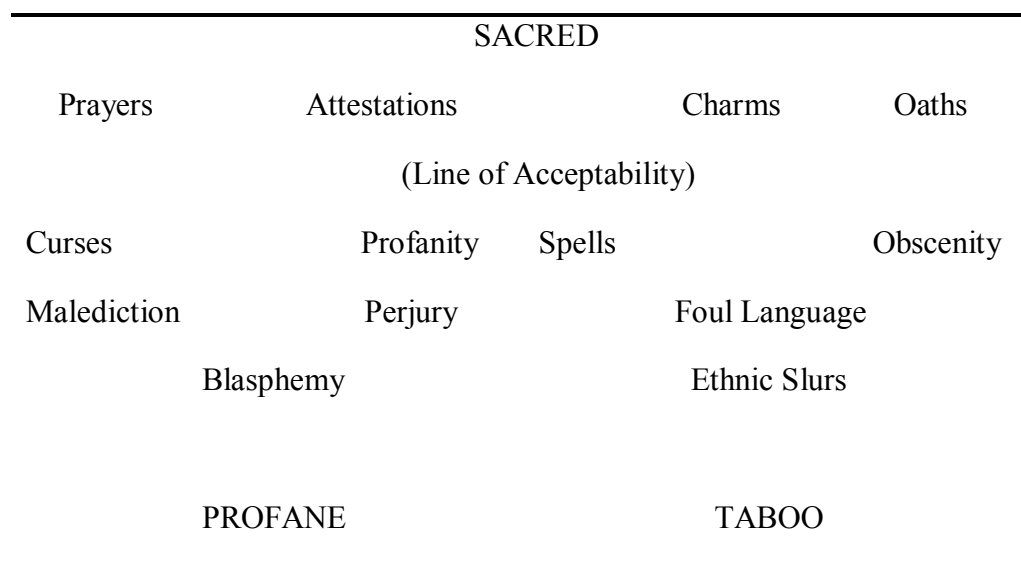 SACRED
Prayers Attestations Charms Oaths
(Line of Acceptability)
Curses Profanity Spells Obscenity
Malediction Perjury Foul Language
Blasphemy Ethnic Slurs
PROFANE TABOO